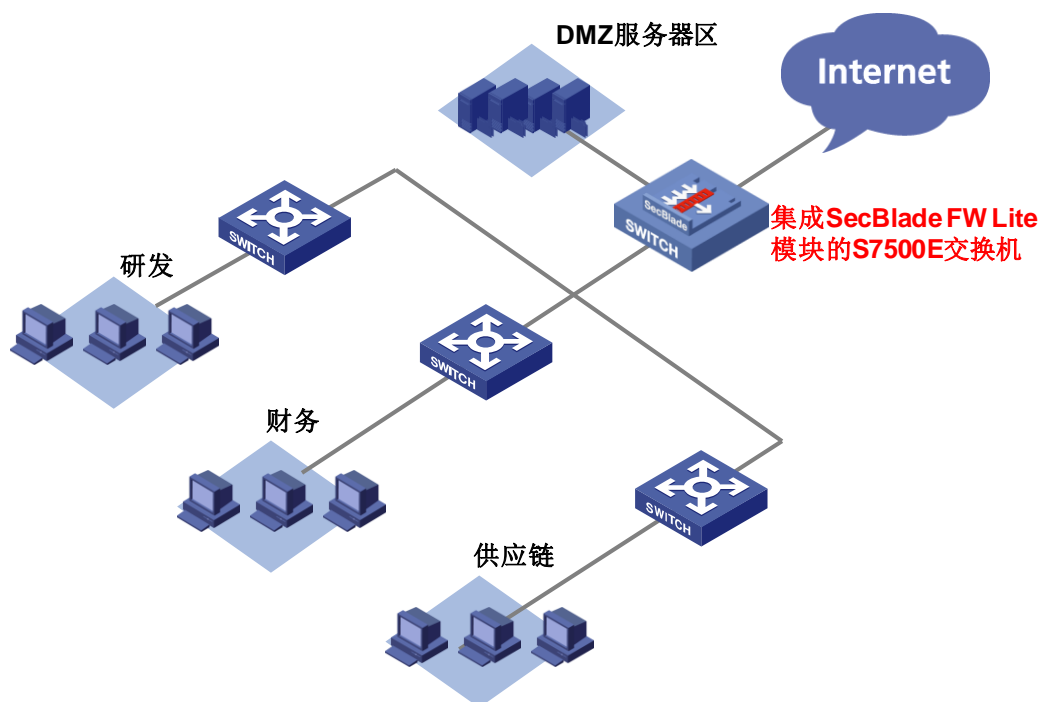 DMZ服务器区
Internet
SecBlade
SWITCH
集成SecBlade FW Lite
模块的S7500E交换机
SWITCH
研发
SWITCH
财务
SWITCH
供应链